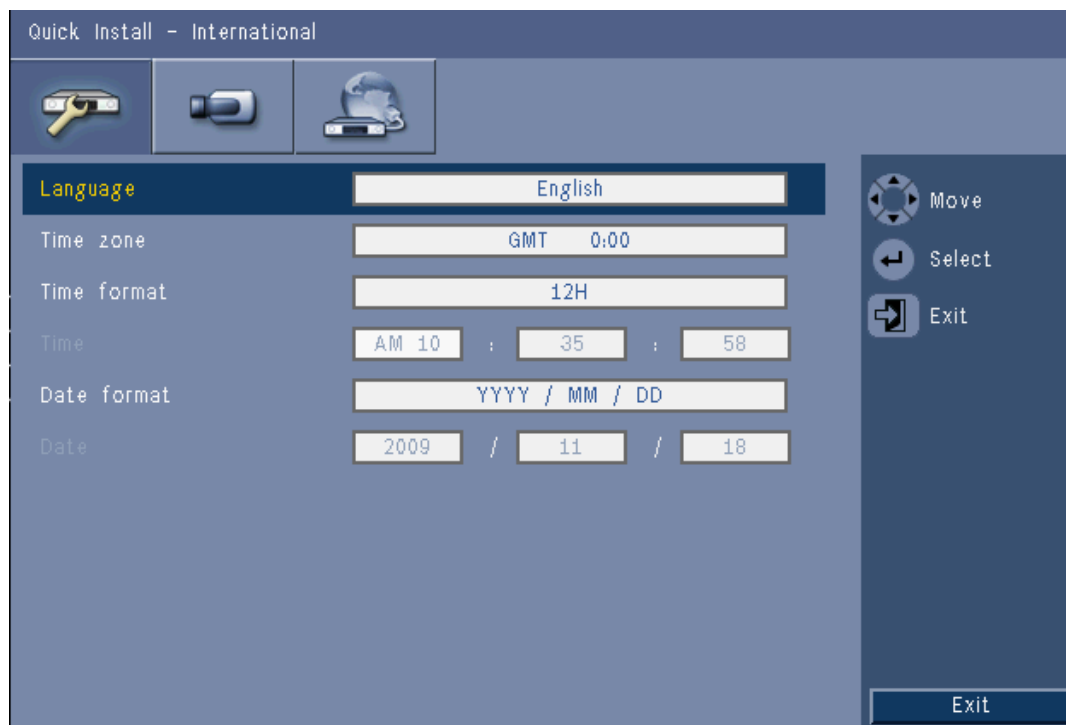 Quick Install - International
Language English
Time zone GMT 0:00
Time format 12H
Time AM 10 : 35 : 58
Date format YYYY / MM / DD
Date 2009 / 11 / 18
Move
Select
Exit
Exit